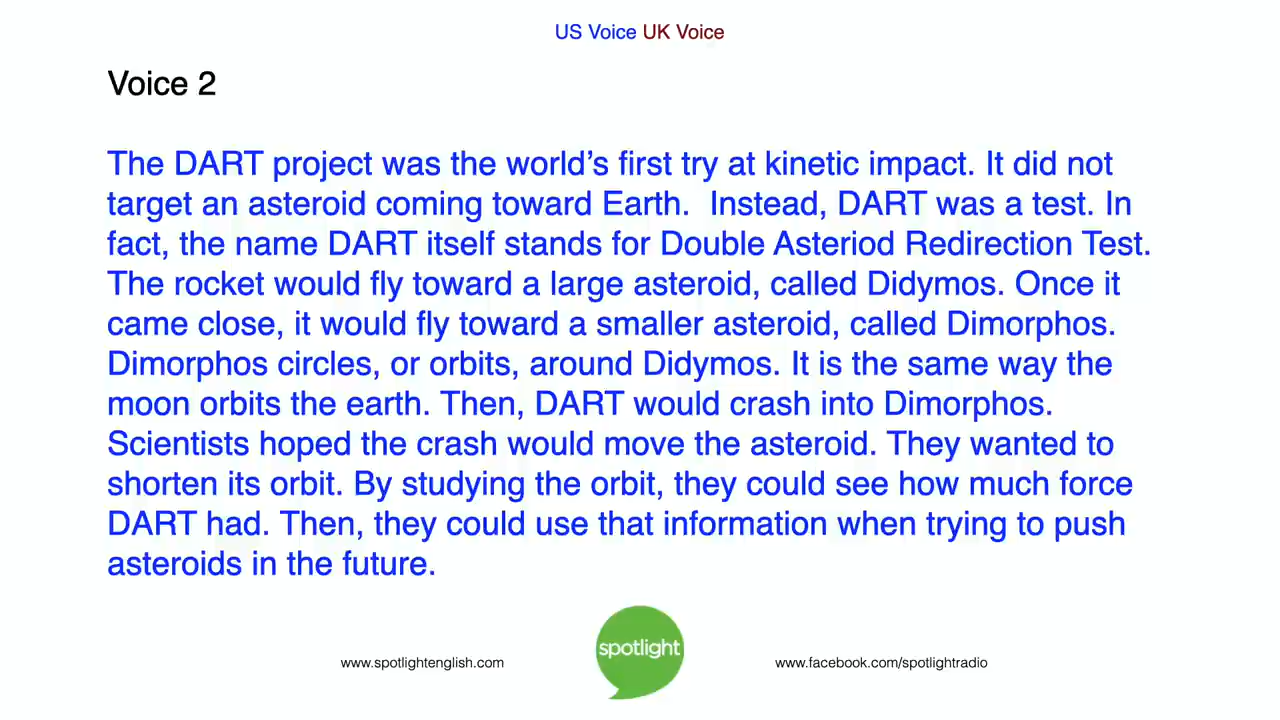 US Voice UK Voice
Voice 2
The DART project was the world’s first try at kinetic impact. It did not
target an asteroid coming toward Earth.  Instead, DART was a test. In
fact, the name DART itself stands for Double Asteriod Redirection Test.
The rocket would fly toward a large asteroid, called Didymos. Once it
came close, it would fly toward a smaller asteroid, called Dimorphos.
Dimorphos circles, or orbits, around Didymos. It is the same way the
moon orbits the earth. Then, DART would crash into Dimorphos.
Scientists hoped the crash would move the asteroid. They wanted to
shorten its orbit. By studying the orbit, they could see how much force
DART had. Then, they could use that information when trying to push
asteroids in the future.
spotlight
www.spotlightenglish.com
www.facebook.com/spotlightradio